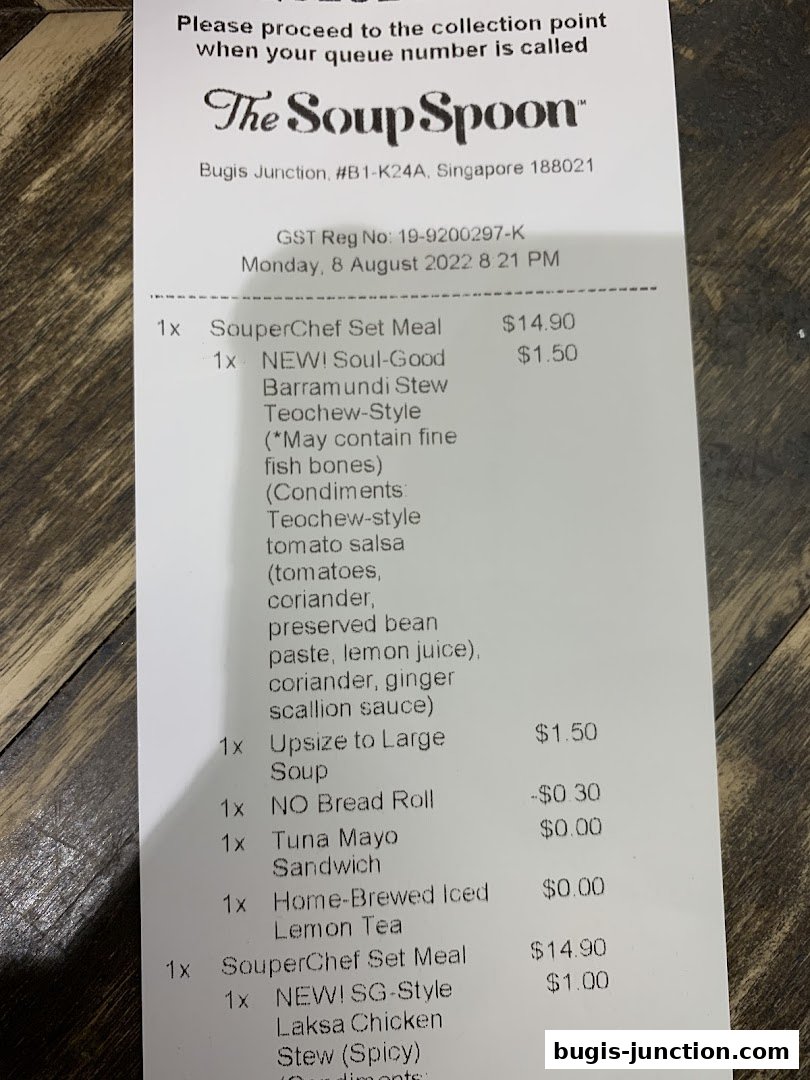 Please proceed to the collection point
when your queue number is called
The Soup Spoon™
Bugis Junction, #B1-K24A, Singapore 188021
GST Reg No: 19-9200297-K
Monday, 8 August 2022 8:21 PM
1x SouperChef Set Meal $14.90
1x NEW! Soul-Good $1.50
Barramundi Stew
Teochew-Style
(*May contain fine
fish bones)
(Condiments:
Teochew-style
tomato salsa
(tomatoes,
coriander,
preserved bean
paste, lemon juice),
coriander, ginger
scallion sauce)
1x Upsize to Large $1.50
Soup
1x NO Bread Roll -$0.30
1x Tuna Mayo $0.00
Sandwich
1x Home-Brewed Iced $0.00
Lemon Tea
1x SouperChef Set Meal $14.90
1x NEW! SG-Style $1.00
Laksa Chicken
Stew (Spicy)
(Condiments:
bugis-junction.com